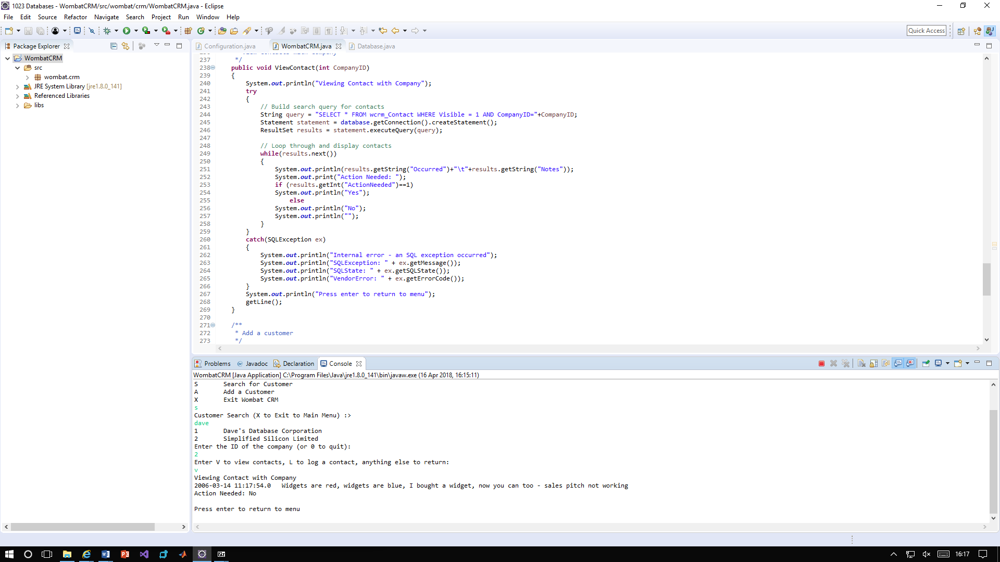 1023 Databases - WombatCRM/src/wombat/crm/WombatCRM.java - Eclipse
File Edit Source Refactor Navigate Search Project Run Window Help
Quick Access
Package Explorer
WombatCRM
src
wombat.crm
JRE System Library [jre1.8.0_141]
Referenced Libraries
libs
Configuration.java WombatCRM.java Database.java
237 */
238 public void ViewContact(int CompanyID)
239 {
240 System.out.println("Viewing Contact with Company");
241 try
242 {
243 // Build search query for contacts
244 String query = "SELECT * FROM wcrm_Contact WHERE Visible = 1 AND CompanyID="+CompanyID;
245 Statement statement = database.getConnection().createStatement();
246 ResultSet results = statement.executeQuery(query);
247
248 // Loop through and display contacts
249 while(results.next())
250 {
251 System.out.println(results.getString("Occurred")+"\t"+results.getString("Notes"));
252 System.out.print("Action Needed: ");
253 if (results.getInt("ActionNeeded")==1)
254 System.out.println("Yes");
255 else
256 System.out.println("No");
257 System.out.println("");
258 }
259 }
260 catch(SQLException ex)
261 {
262 System.out.println("Internal error - an SQL exception occurred");
263 System.out.println("SQLException: " + ex.getMessage());
264 System.out.println("SQLState: " + ex.getSQLState());
265 System.out.println("VendorError: " + ex.getErrorCode());
266 }
267 System.out.println("Press enter to return to menu");
268 getLine();
269 }
270
271 /**
272 * Add a customer
273 */
Problems @ Javadoc Declaration Console
WombatCRM [Java Application] C:\Program Files\Java\jre1.8.0_141\bin\javaw.exe (16 Apr 2018, 16:15:11)
S Search for Customer
A Add a Customer
X Exit Wombat CRM
s
Customer Search (X to Exit to Main Menu) :>
dave
1 Dave's Database Corporation
2 Simplified Silicon Limited
Enter the ID of the company (or 0 to quit):
2
Enter V to view contacts, L to log a contact, anything else to return:
v
Viewing Contact with Company
2006-03-14 11:17:54.0 Widgets are red, widgets are blue, I bought a widget, now you can too - sales pitch not working
Action Needed: No
Press enter to return to menu
16:17